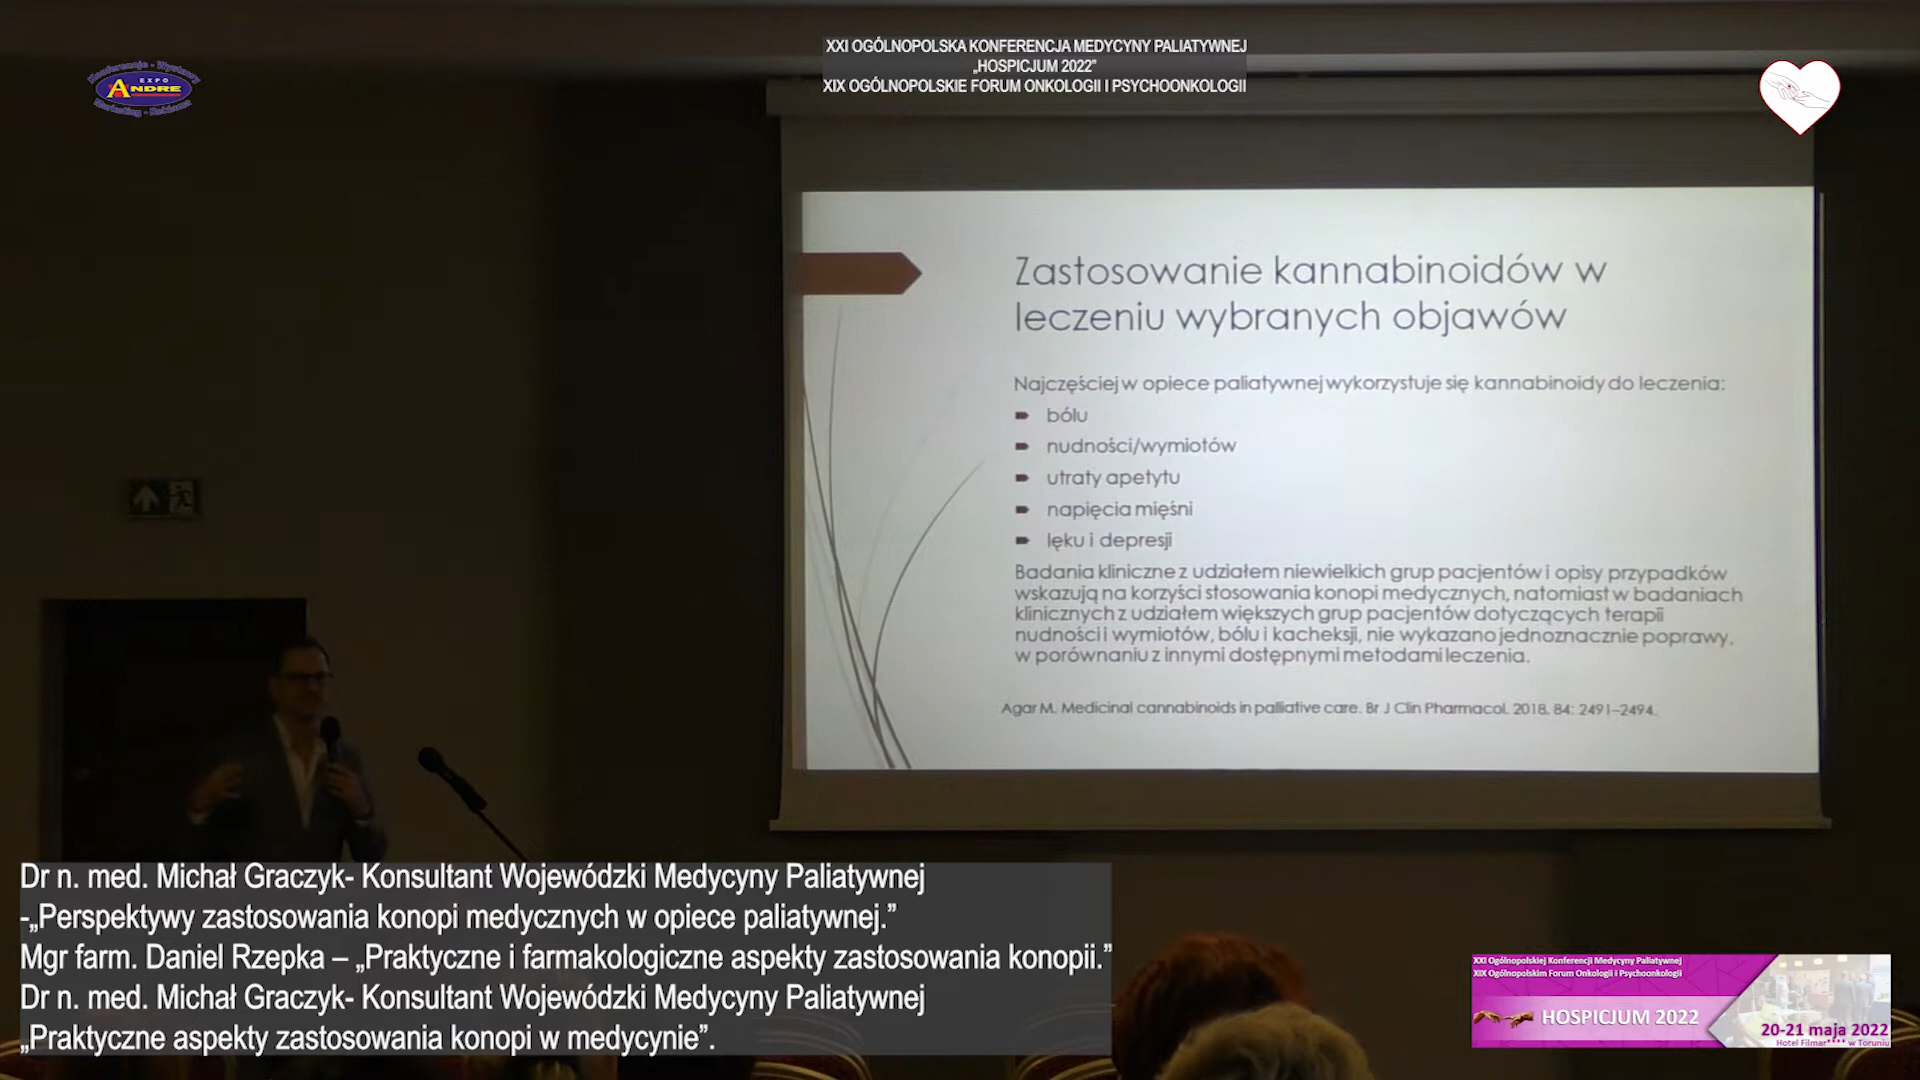 XXI OGÓLNOPOLSKA KONFERENCJA MEDYCYNY PALIATYWNEJ
„HOSPICJUM 2022”
XIX OGÓLNOPOLSKIE FORUM ONKOLOGII I PSYCHOONKOLOGII
Konferencje - Wystawy
EXPO
ANDRE
Marketing - Reklama
Zastosowanie kannabinoidów w
leczeniu wybranych objawów
Najczęściej w opiece paliatywnej wykorzystuje się kannabinoidy do leczenia:
bólu
nudności/wymiotów
utraty apetytu
napięcia mięśni
lęku i depresji
Badania kliniczne z udziałem niewielkich grup pacjentów i opisy przypadków
wskazują na korzyści stosowania konopi medycznych, natomiast w badaniach
klinicznych z udziałem większych grup pacjentów dotyczących terapii
nudności i wymiotów, bólu i kacheksji, nie wykazano jednoznacznie poprawy,
w porównaniu z innymi dostępnymi metodami leczenia.
Agar M. Medicinal cannabinoids in palliative care. Br J Clin Pharmacol. 2018, 84: 2491–2494.
Dr n. med. Michał Graczyk- Konsultant Wojewódzki Medycyny Paliatywnej
-„Perspektywy zastosowania konopi medycznych w opiece paliatywnej.”
Mgr farm. Daniel Rzepka – „Praktyczne i farmakologiczne aspekty zastosowania konopii.”
Dr n. med. Michał Graczyk- Konsultant Wojewódzki Medycyny Paliatywnej
„Praktyczne aspekty zastosowania konopi w medycynie”.
XXI Ogólnopolskiej Konferencji Medycyny Paliatywnej
XIX Ogólnopolskim Forum Onkologii i Psychoonkologii
HOSPICJUM 2022
20-21 maja 2022
Hotel Filmar**** w Toruniu